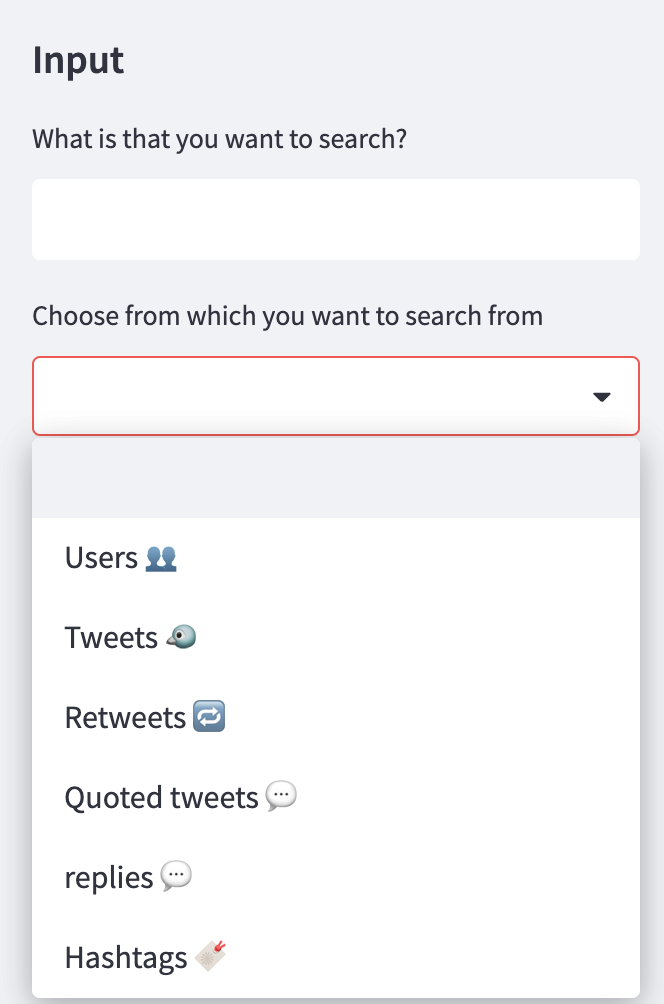 Input
What is that you want to search?
Choose from which you want to search from
Users 👥
Tweets 🐦
Retweets 🔁
Quoted tweets 💬
replies 💬
Hashtags 🏷️